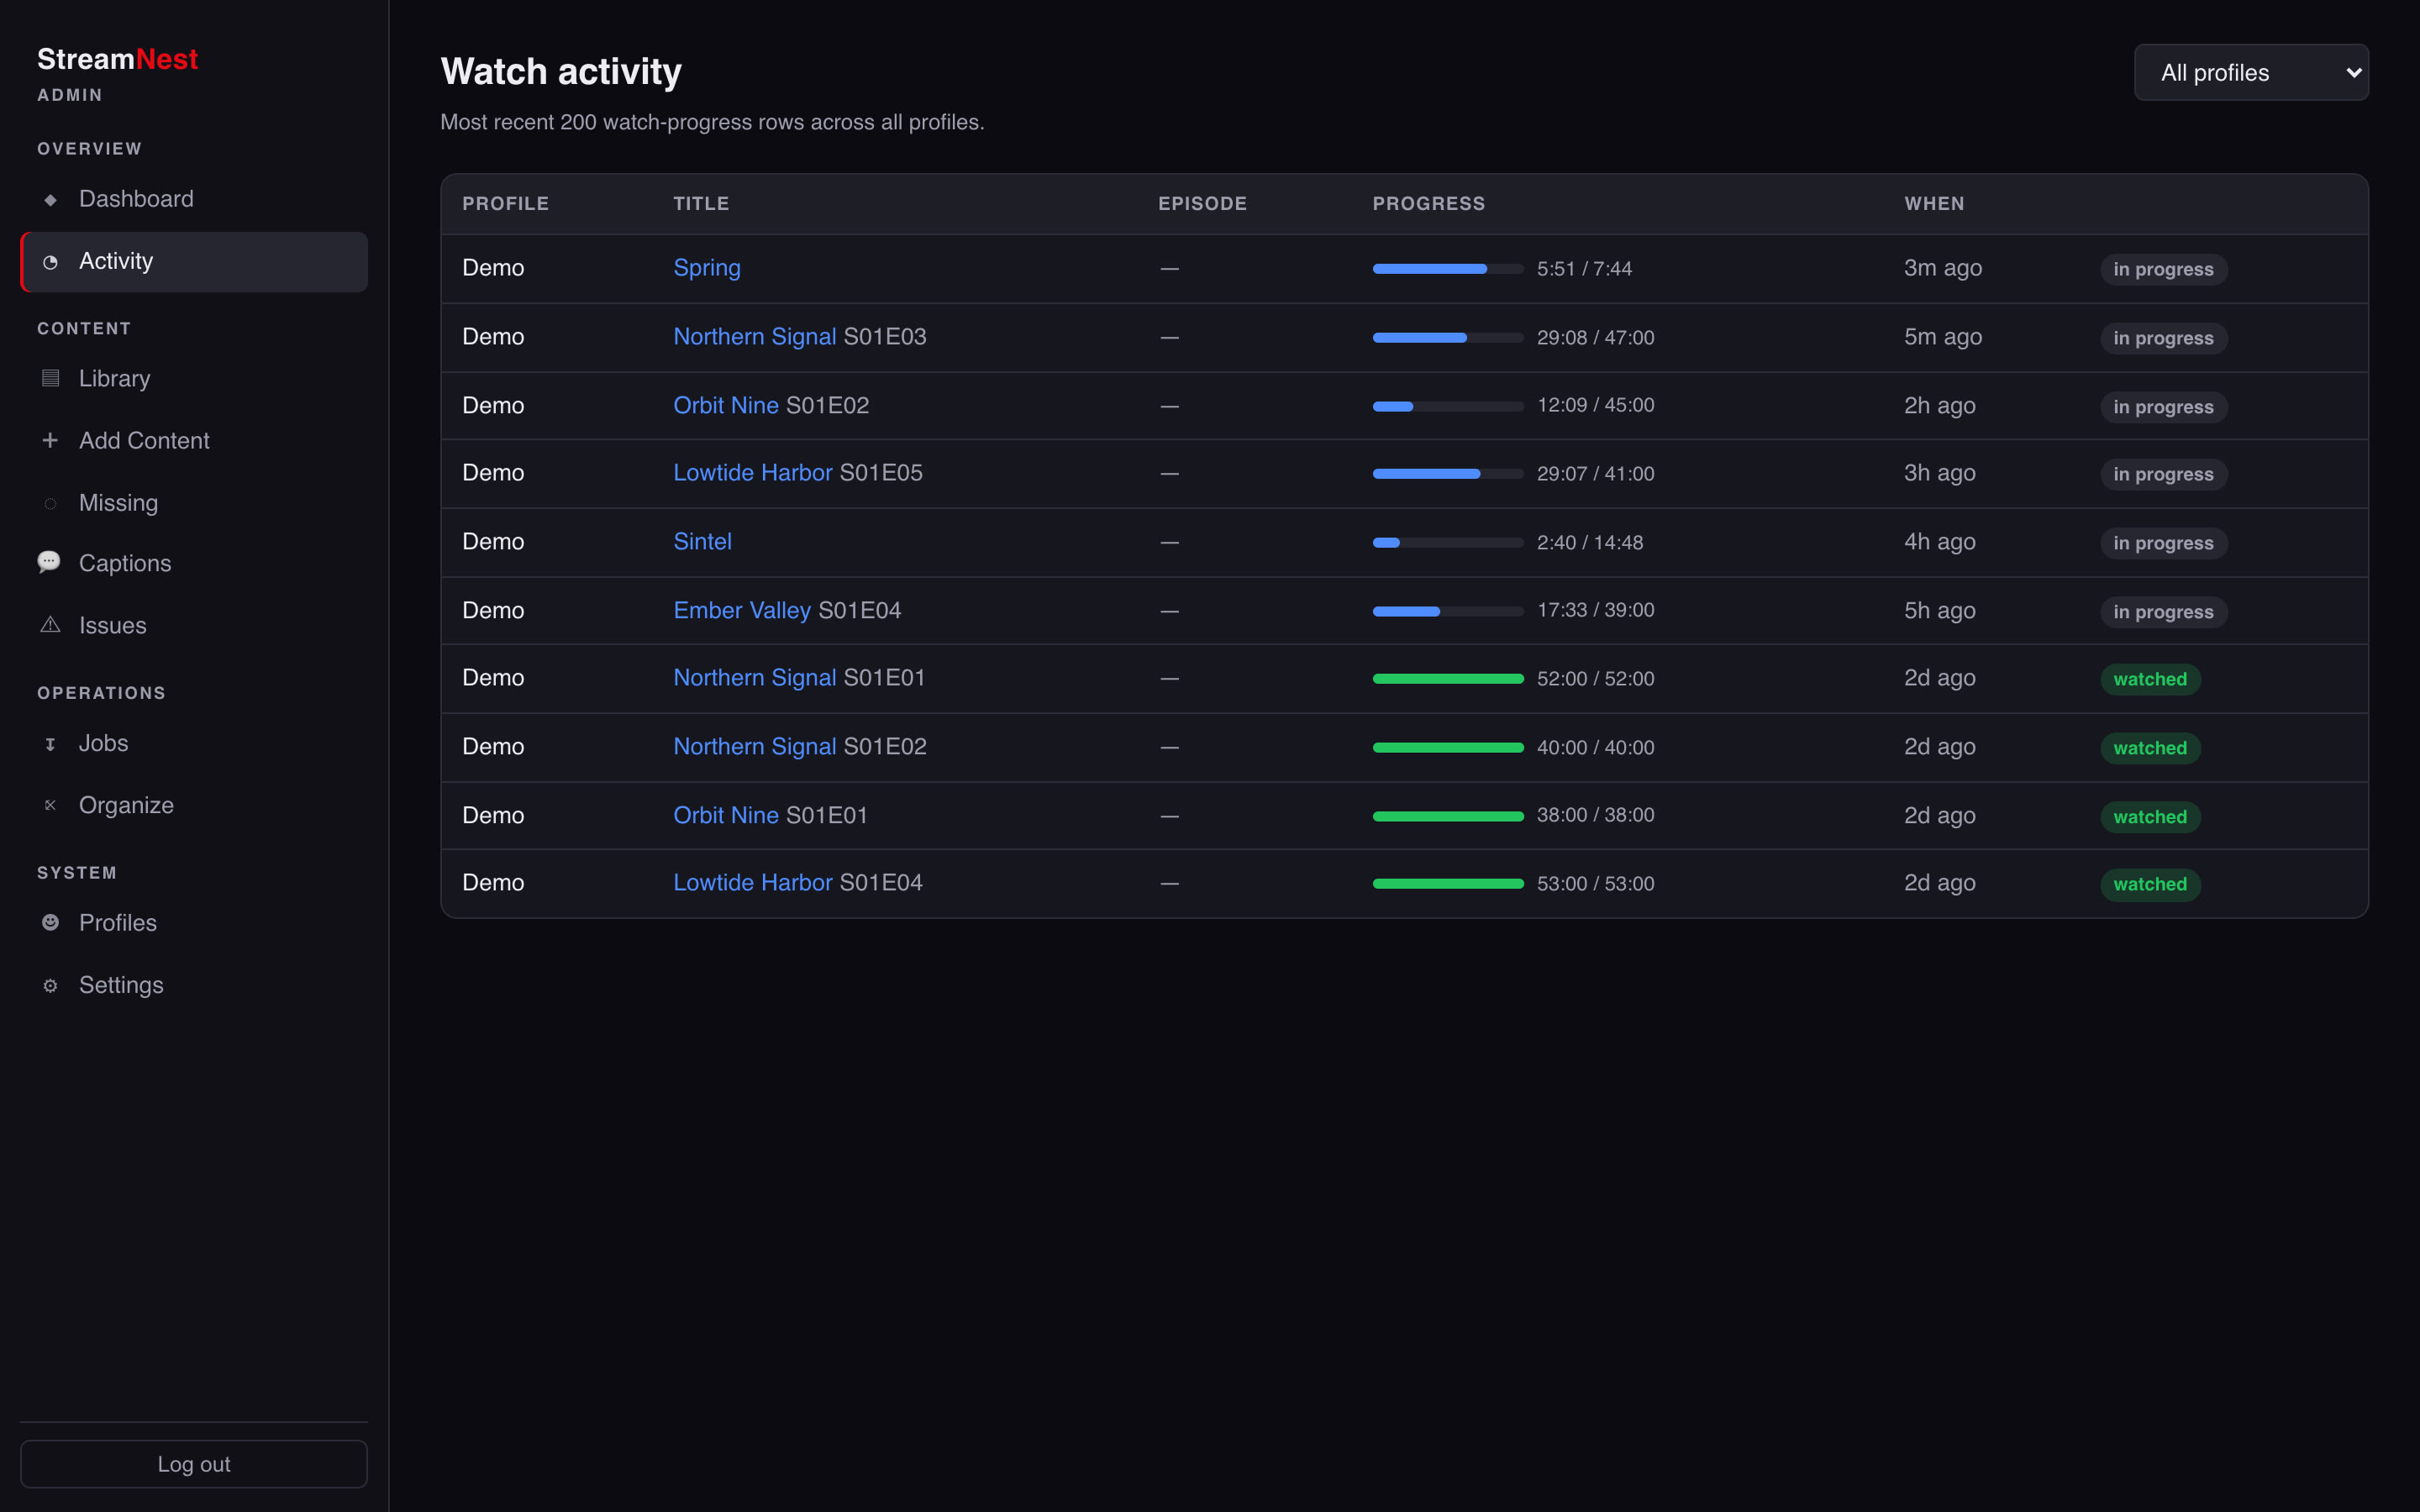 StreamNest
ADMIN
OVERVIEW
Dashboard
Activity
CONTENT
Library
Add Content
Missing
Captions
Issues
OPERATIONS
Jobs
Organize
SYSTEM
Profiles
Settings
Log out
Watch activity
All profiles
Most recent 200 watch-progress rows across all profiles.
PROFILE TITLE EPISODE PROGRESS WHEN
Demo Spring — 5:51 / 7:44 3m ago in progress
Demo Northern Signal S01E03 — 29:08 / 47:00 5m ago in progress
Demo Orbit Nine S01E02 — 12:09 / 45:00 2h ago in progress
Demo Lowtide Harbor S01E05 — 29:07 / 41:00 3h ago in progress
Demo Sintel — 2:40 / 14:48 4h ago in progress
Demo Ember Valley S01E04 — 17:33 / 39:00 5h ago in progress
Demo Northern Signal S01E01 — 52:00 / 52:00 2d ago watched
Demo Northern Signal S01E02 — 40:00 / 40:00 2d ago watched
Demo Orbit Nine S01E01 — 38:00 / 38:00 2d ago watched
Demo Lowtide Harbor S01E04 — 53:00 / 53:00 2d ago watched